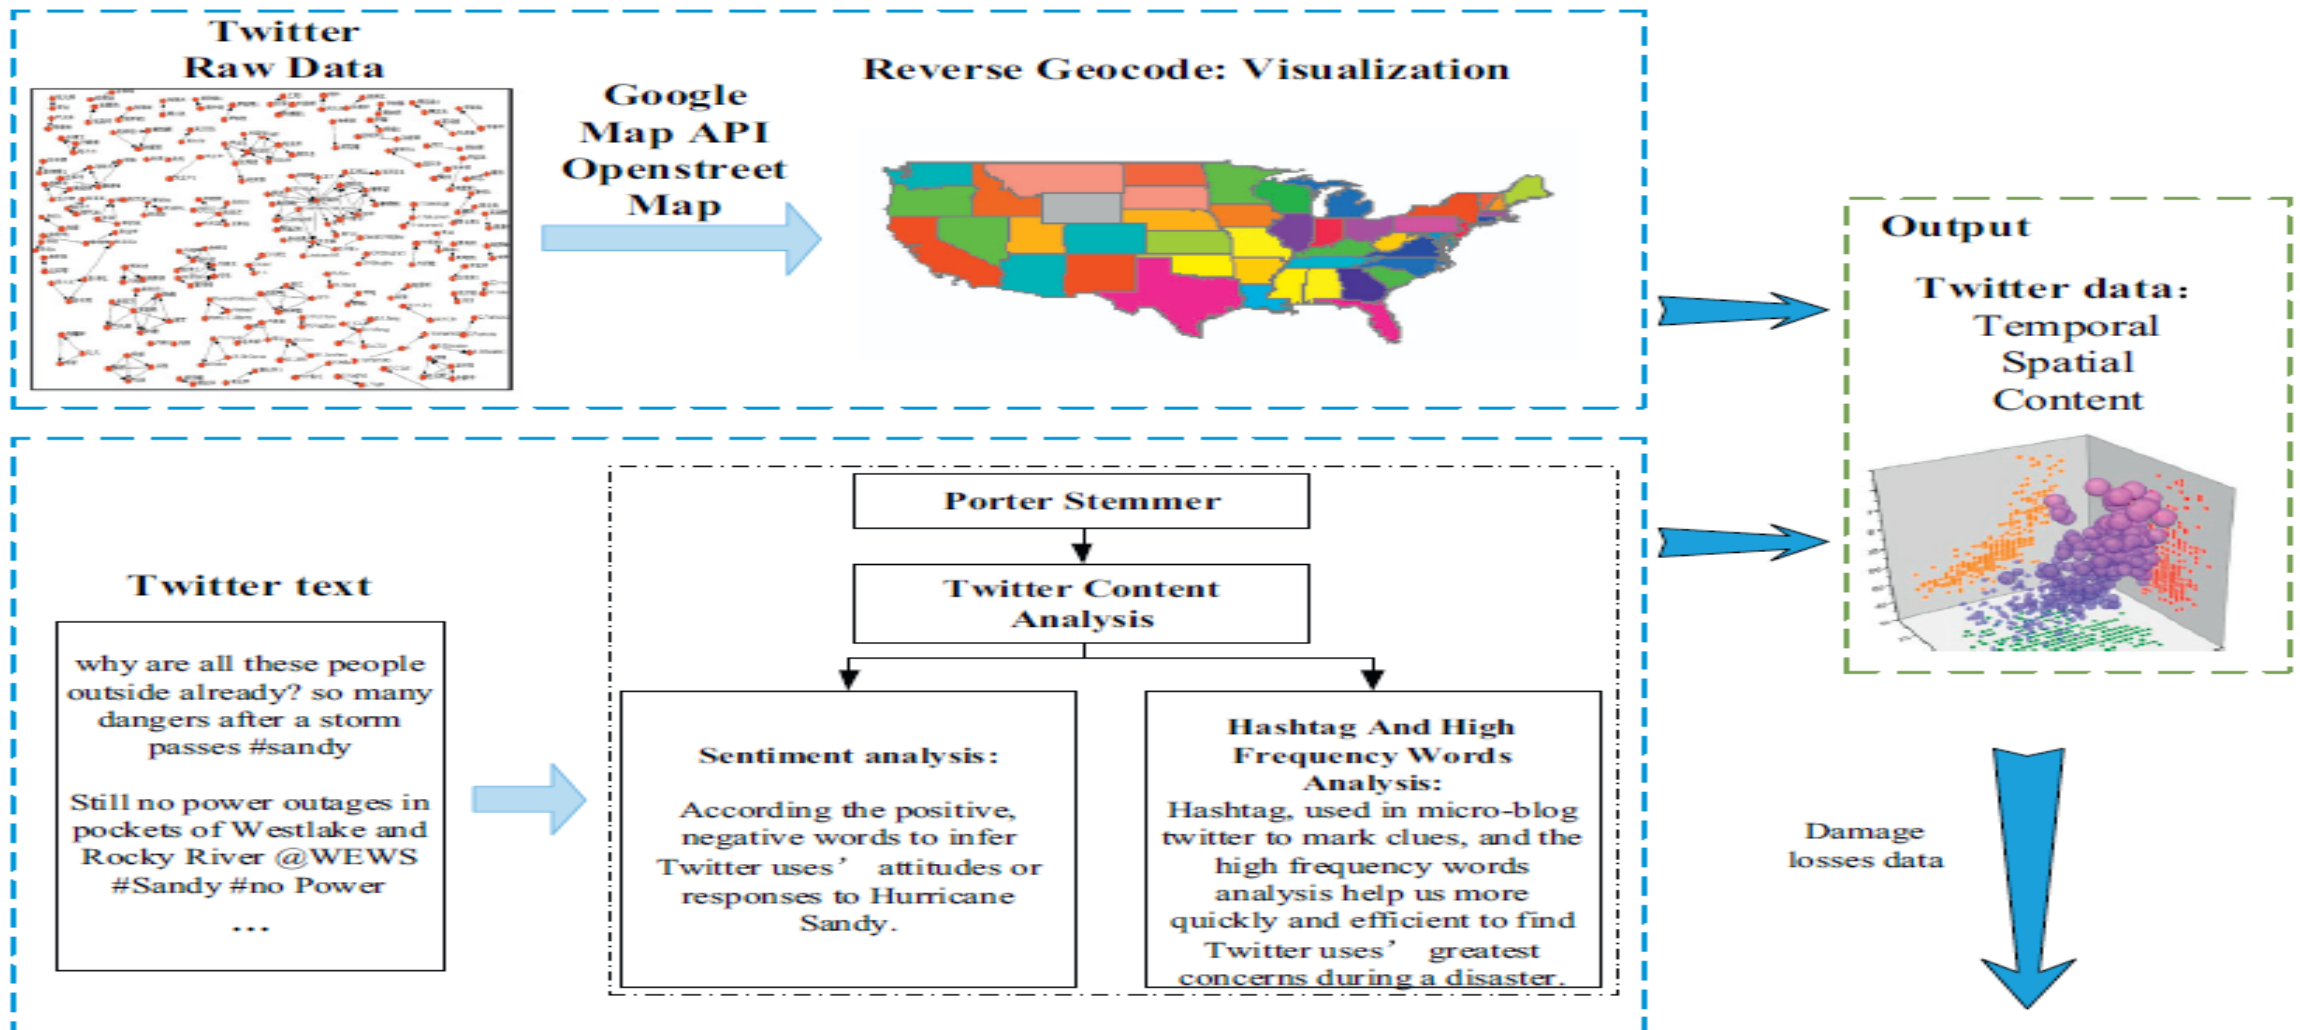 Twitter
Raw Data
Google
Map API
Openstreet
Map
Reverse Geocode: Visualization
Output
Twitter data:
Temporal
Spatial
Content
Twitter text
why are all these people
outside already? so many
dangers after a storm
passes #sandy
Still no power outages in
pockets of Westlake and
Rocky River @WEWS
#Sandy #no Power
...
Porter Stemmer
Twitter Content
Analysis
Sentiment analysis:
According the positive,
negative words to infer
Twitter uses’ attitudes or
responses to Hurricane
Sandy.
Hashtag And High
Frequency Words
Analysis:
Hashtag, used in micro-blog
twitter to mark clues, and the
high frequency words
analysis help us more
quickly and efficient to find
Twitter uses’ greatest
concerns during a disaster.
Damage
losses data